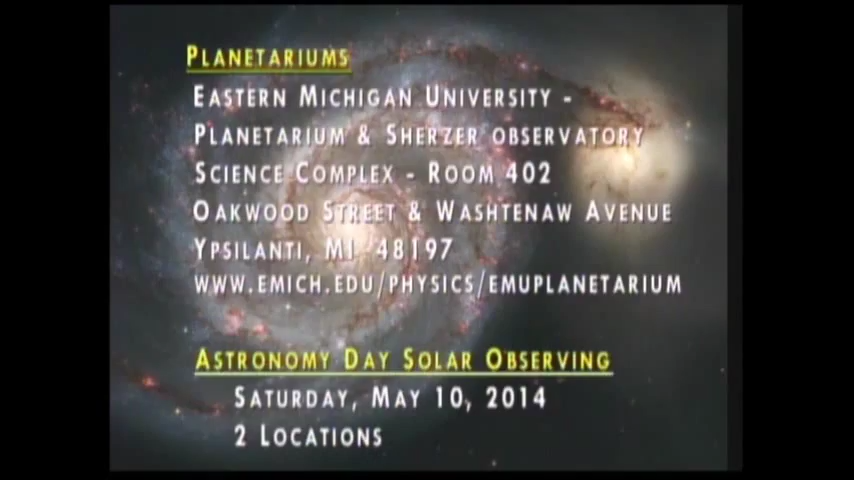 PLANETARIUMS
EASTERN MICHIGAN UNIVERSITY -
PLANETARIUM & SHERZER OBSERVATORY
SCIENCE COMPLEX - ROOM 402
OAKWOOD STREET & WASHTENAW AVENUE
YPSILANTI, MI 48197
WWW.EMICH.EDU/PHYSICS/EMUPLANETARIUM
ASTRONOMY DAY SOLAR OBSERVING
SATURDAY, MAY 10, 2014
2 LOCATIONS